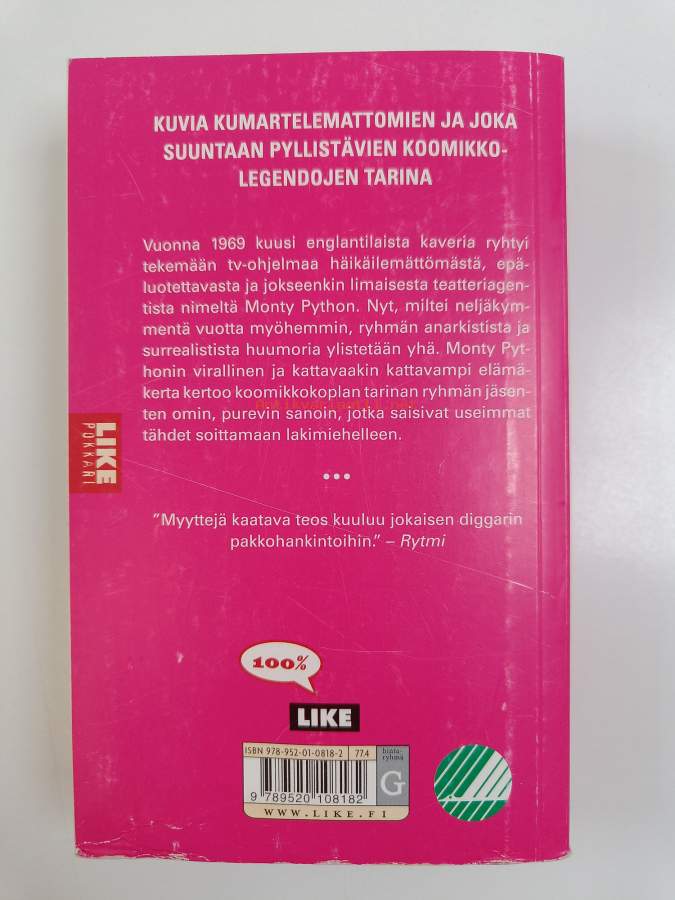 KUVIA KUMARTELEMATTOMIEN JA JOKA
SUUNTAAN PYLLISTÄVIEN KOOMIKKO-
LEGENDOJEN TARINA
Vuonna 1969 kuusi englantilaista kaveria ryhtyi
tekemään tv-ohjelmaa häikäilemättömästä, epä-
luotettavasta ja jokseenkin limaisesta teatteriagen-
tista nimeltä Monty Python. Nyt, miltei neljäkym-
mentä vuotta myöhemmin, ryhmän anarkistista ja
surrealistista huumoria ylistetään yhä. Monty Pyt-
honin virallinen ja kattavaakin kattavampi elämä-
kerta kertoo koomikkokoplan tarinan ryhmän jäsen-
ten omin, purevin sanoin, jotka saisivat useimmat
tähdet soittamaan lakimiehelleen.
•••
”Myyttejä kaatava teos kuuluu jokaisen diggarin
pakkohankintoihin.” – Rytmi
LIKE
POKKARI
100%
LIKE
ISBN 978-952-01-0818-2 77.4
hinta-
ryhmä
G
9 789520 108182
WWW.LIKE.FI